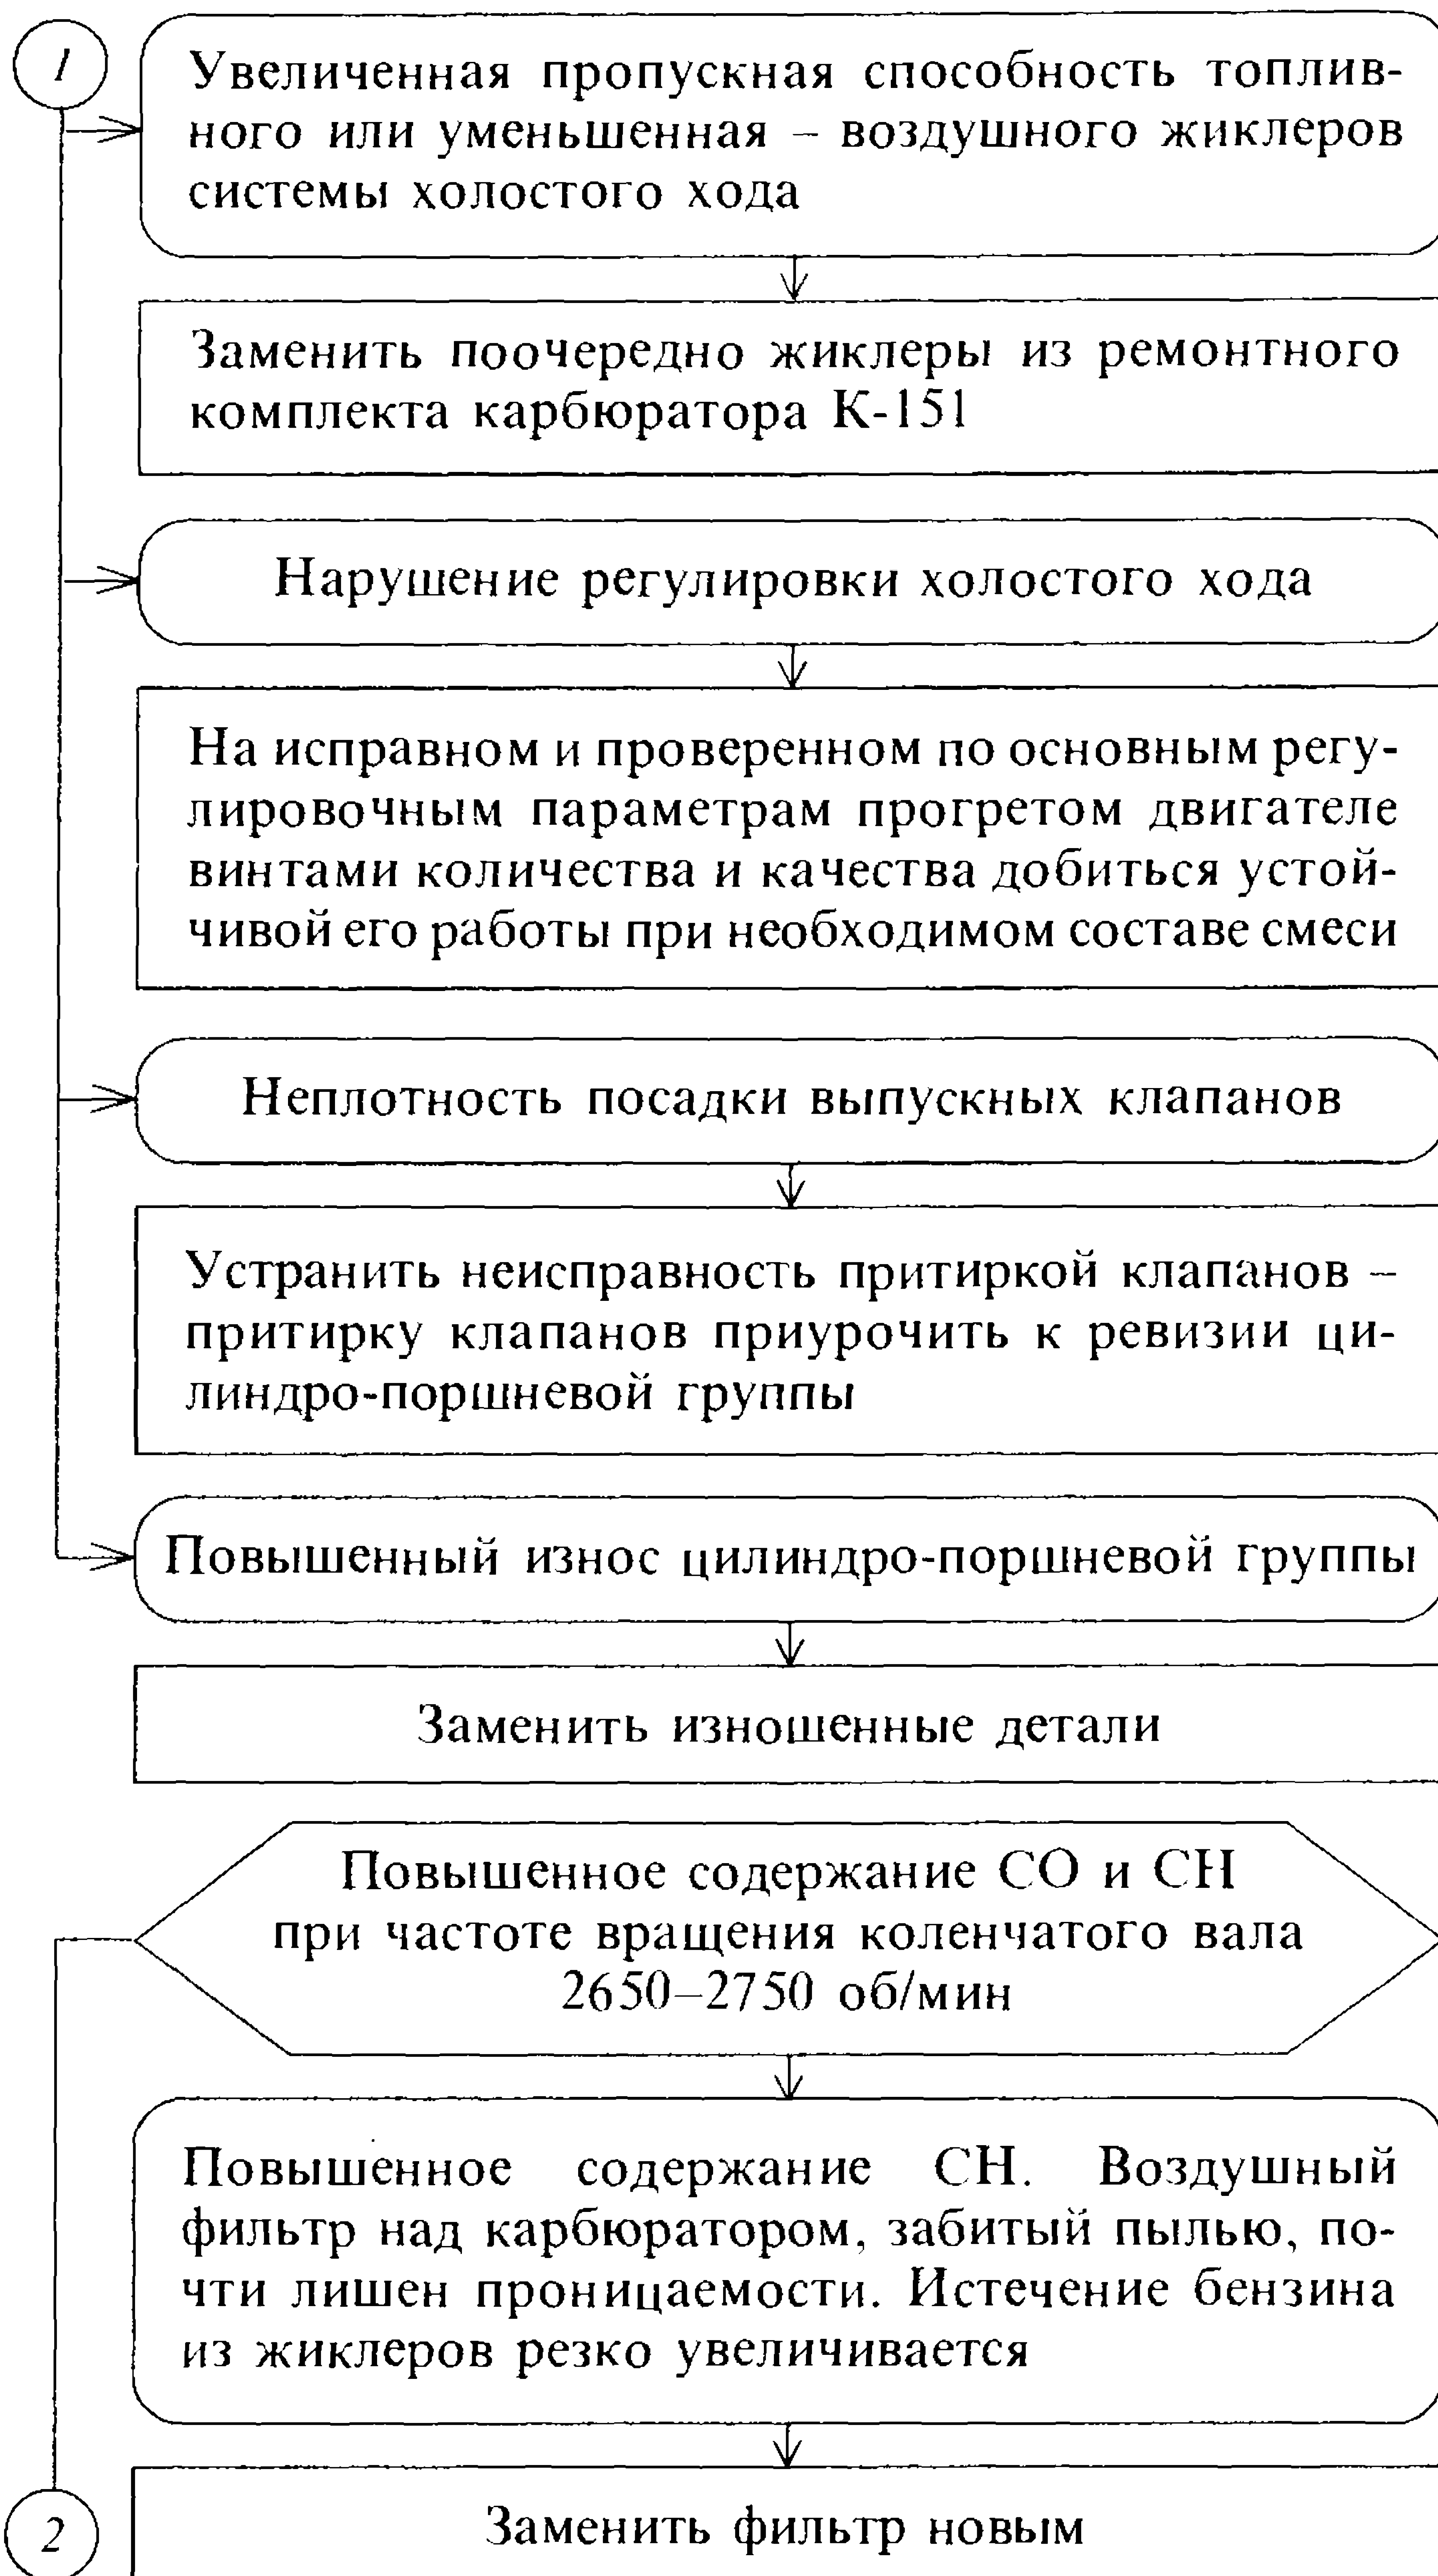 1
Увеличенная пропускная способность топлив-
ного или уменьшенная – воздушного жиклеров
системы холостого хода
Заменить поочередно жиклеры из ремонтного
комплекта карбюратора К-151
Нарушение регулировки холостого хода
На исправном и проверенном по основным регу-
лировочным параметрам прогретом двигателе
винтами количества и качества добиться устой-
чивой его работы при необходимом составе смеси
Неплотность посадки выпускных клапанов
Устранить неисправность притиркой клапанов –
притирку клапанов приурочить к ревизии ци-
линдро-поршневой группы
Повышенный износ цилиндро-поршневой группы
Заменить изношенные детали
Повышенное содержание СО и СН
при частоте вращения коленчатого вала
2650–2750 об/мин
Повышенное содержание СН. Воздушный
фильтр над карбюратором, забитый пылью, по-
чти лишен проницаемости. Истечение бензина
из жиклеров резко увеличивается
Заменить фильтр новым
2